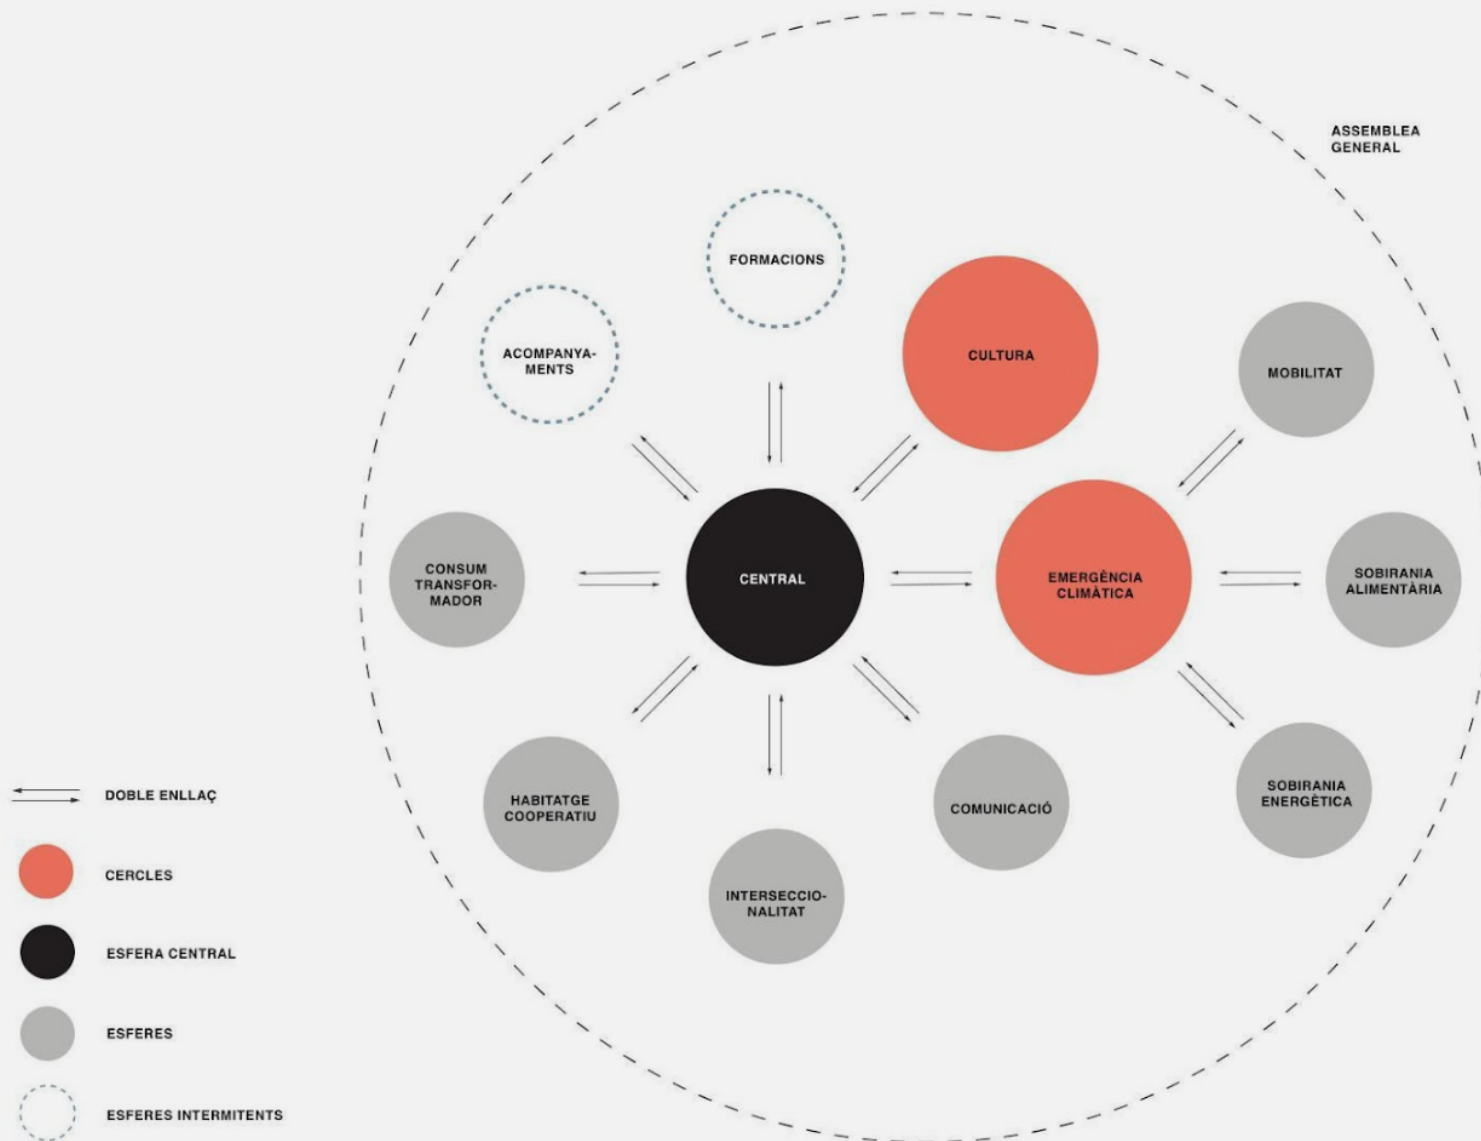 ASSEMBLEA
GENERAL
FORMACIONS
ACOMPANYA-
MENTS
CULTURA
MOBILITAT
CONSUM
TRANSFOR-
MADOR
CENTRAL
EMERGÈNCIA
CLIMÀTICA
SOBIRANIA
ALIMENTÀRIA
HABITATGE
COOPERATIU
INTERSECCIO-
NALITAT
COMUNICACIÓ
SOBIRANIA
ENERGÈTICA
DOBLE ENLLAÇ
CERCLES
ESFERA CENTRAL
ESFERES
ESFERES INTERMITENTS